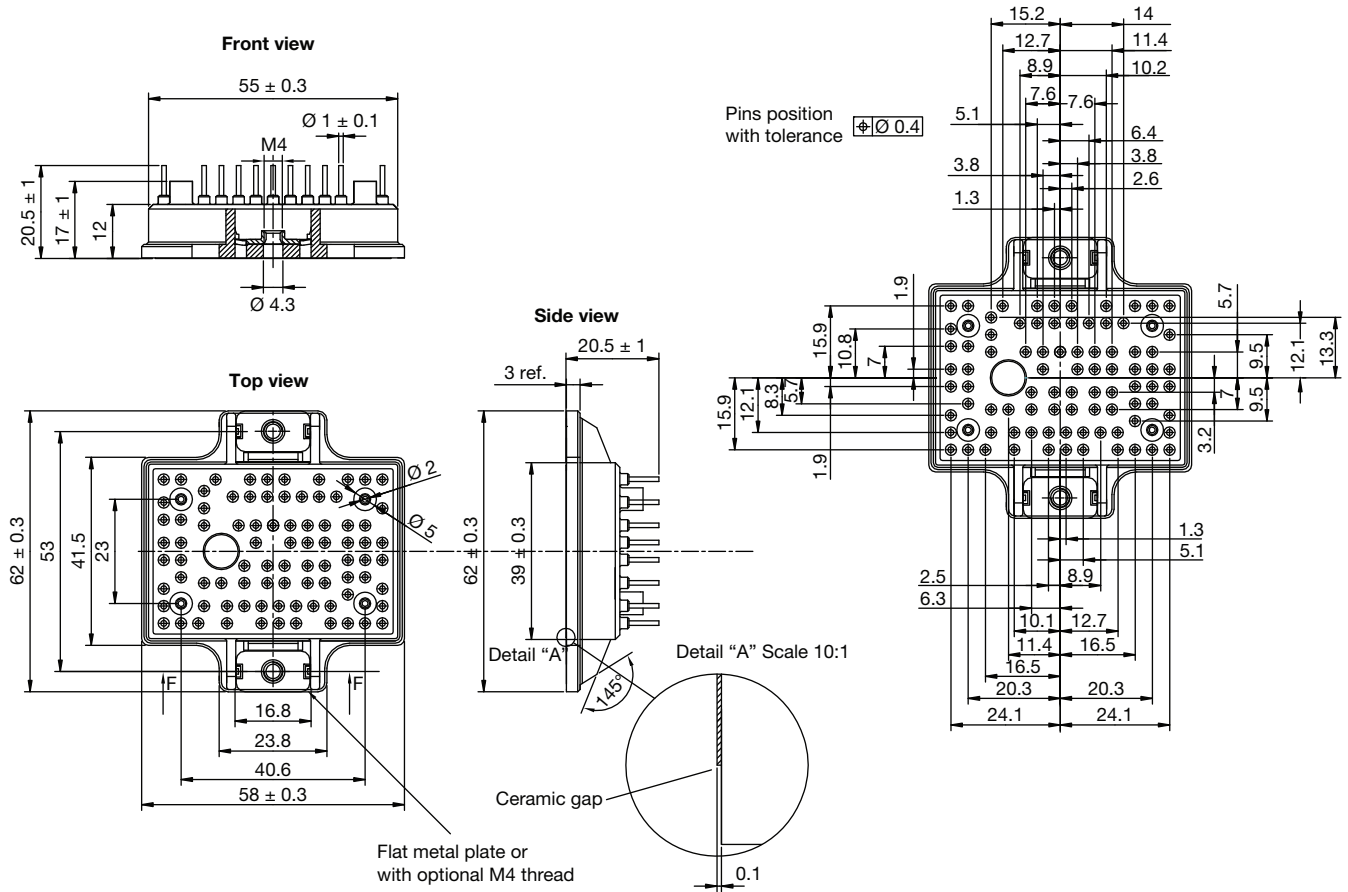 Front view
55 ± 0.3
Ø 1 ± 0.1
M4
20.5 ± 1
17 ± 1
12
Ø 4.3
Side view
20.5 ± 1
3 ref.
62 ± 0.3
39 ± 0.3
Detail “A”
145°
Top view
62 ± 0.3
53
41.5
23
Ø 2
Ø 5
F
F
16.8
23.8
40.6
58 ± 0.3
Flat metal plate or
with optional M4 thread
Detail “A” Scale 10:1
Ceramic gap
0.1
Pins position
with tolerance
⌖ Ø 0.4
15.2
14
12.7
11.4
8.9
10.2
7.6
7.6
5.1
6.4
3.8
3.8
2.6
1.3
1.9
15.9
10.8
7
5.7
13.3
12.1
9.5
15.9
12.1
8.3
5.7
1.9
3.2
7
9.5
1.3
5.1
2.5
8.9
6.3
10.1
12.7
11.4
16.5
16.5
20.3
20.3
24.1
24.1